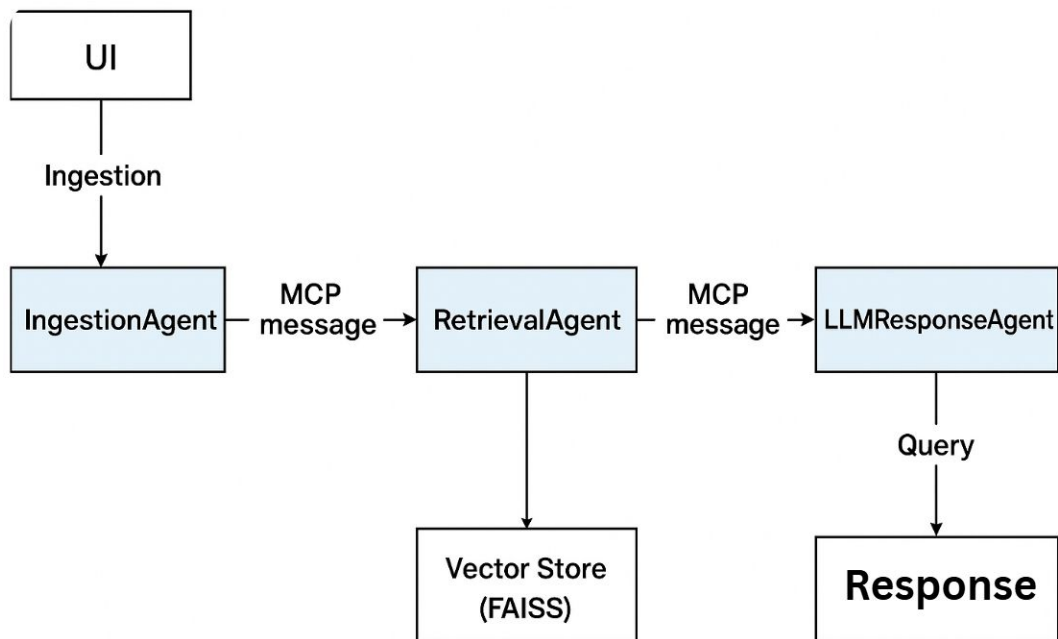 UI
Ingestion
IngestionAgent
MCP
message
RetrievalAgent
MCP
message
LLMResponseAgent
Query
Vector Store
(FAISS)
Response